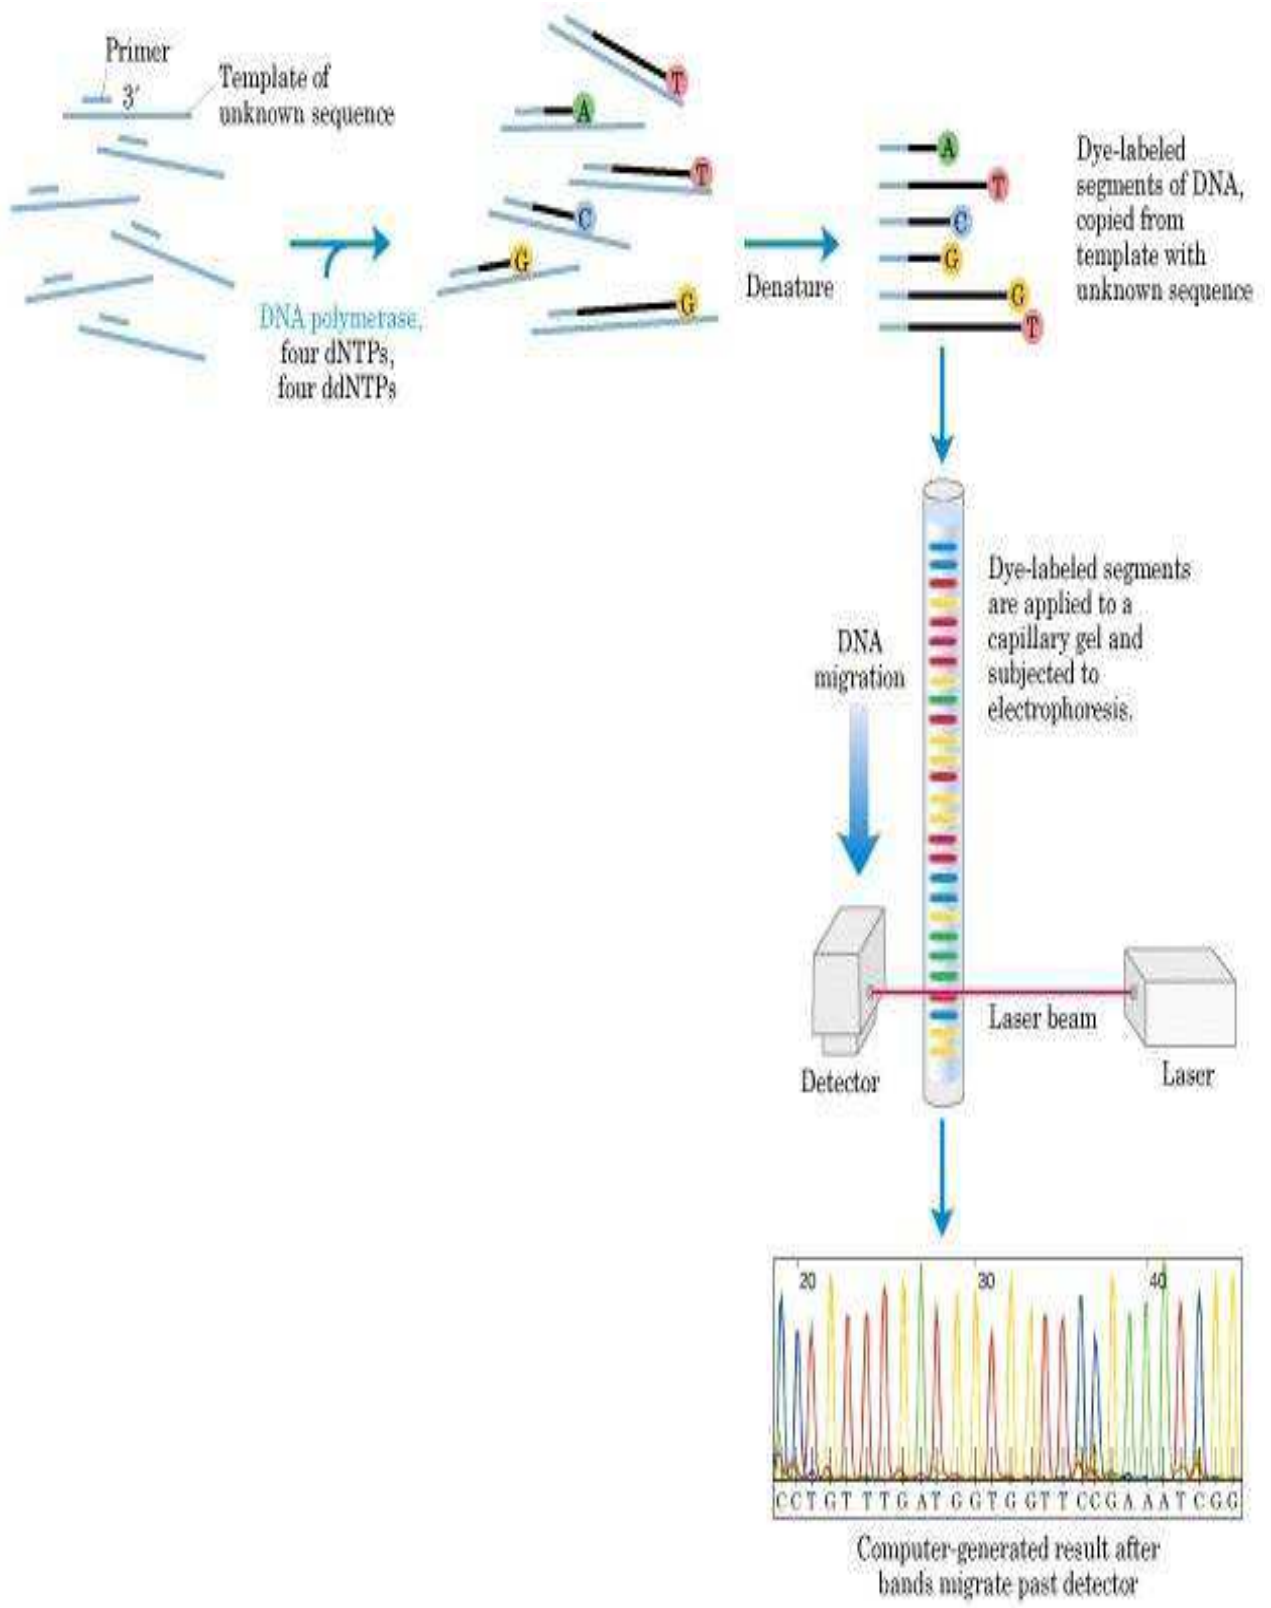 Primer
3′
Template of
unknown sequence
DNA polymerase,
four dNTPs,
four ddNTPs
T
A
T
C
G
G
Denature
A
T
C
G
G
T
Dye-labeled
segments of DNA,
copied from
template with
unknown sequence
Dye-labeled segments
are applied to a
capillary gel and
subjected to
electrophoresis.
DNA
migration
Laser beam
Detector
Laser
20 30 40
C C T G T T T G A T G G T G G T T C C G A A A T C G G
Computer-generated result after
bands migrate past detector